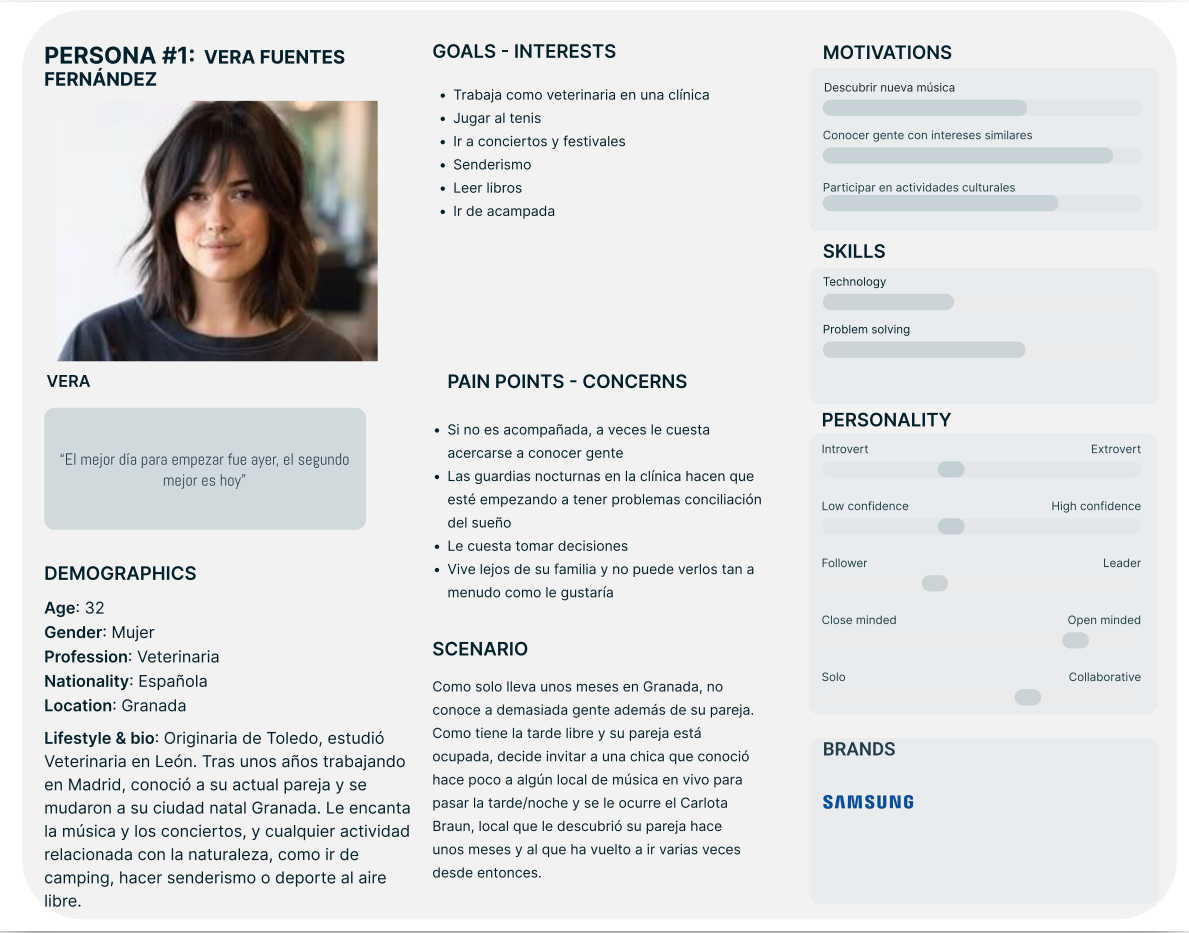 PERSONA #1: VERA FUENTES
FERNÁNDEZ
VERA
“El mejor día para empezar fue ayer, el segundo
mejor es hoy”
DEMOGRAPHICS
Age: 32
Gender: Mujer
Profession: Veterinaria
Nationality: Española
Location: Granada
Lifestyle & bio: Originaria de Toledo, estudió
Veterinaria en León. Tras unos años trabajando
en Madrid, conoció a su actual pareja y se
mudaron a su ciudad natal Granada. Le encanta
la música y los conciertos, y cualquier actividad
relacionada con la naturaleza, como ir de
camping, hacer senderismo o deporte al aire
libre.
GOALS - INTERESTS
• Trabaja como veterinaria en una clínica
• Jugar al tenis
• Ir a conciertos y festivales
• Senderismo
• Leer libros
• Ir de acampada
PAIN POINTS - CONCERNS
• Si no es acompañada, a veces le cuesta
acercarse a conocer gente
• Las guardias nocturnas en la clínica hacen que
esté empezando a tener problemas conciliación
del sueño
• Le cuesta tomar decisiones
• Vive lejos de su familia y no puede verlos tan a
menudo como le gustaría
SCENARIO
Como solo lleva unos meses en Granada, no
conoce a demasiada gente además de su pareja.
Como tiene la tarde libre y su pareja está
ocupada, decide invitar a una chica que conoció
hace poco a algún local de música en vivo para
pasar la tarde/noche y se le ocurre el Carlota
Braun, local que le descubrió su pareja hace
unos meses y al que ha vuelto a ir varias veces
desde entonces.
MOTIVATIONS
Descubrir nueva música
Conocer gente con intereses similares
Participar en actividades culturales
SKILLS
Technology
Problem solving
PERSONALITY
Introvert Extrovert
Low confidence High confidence
Follower Leader
Close minded Open minded
Solo Collaborative
BRANDS
SAMSUNG